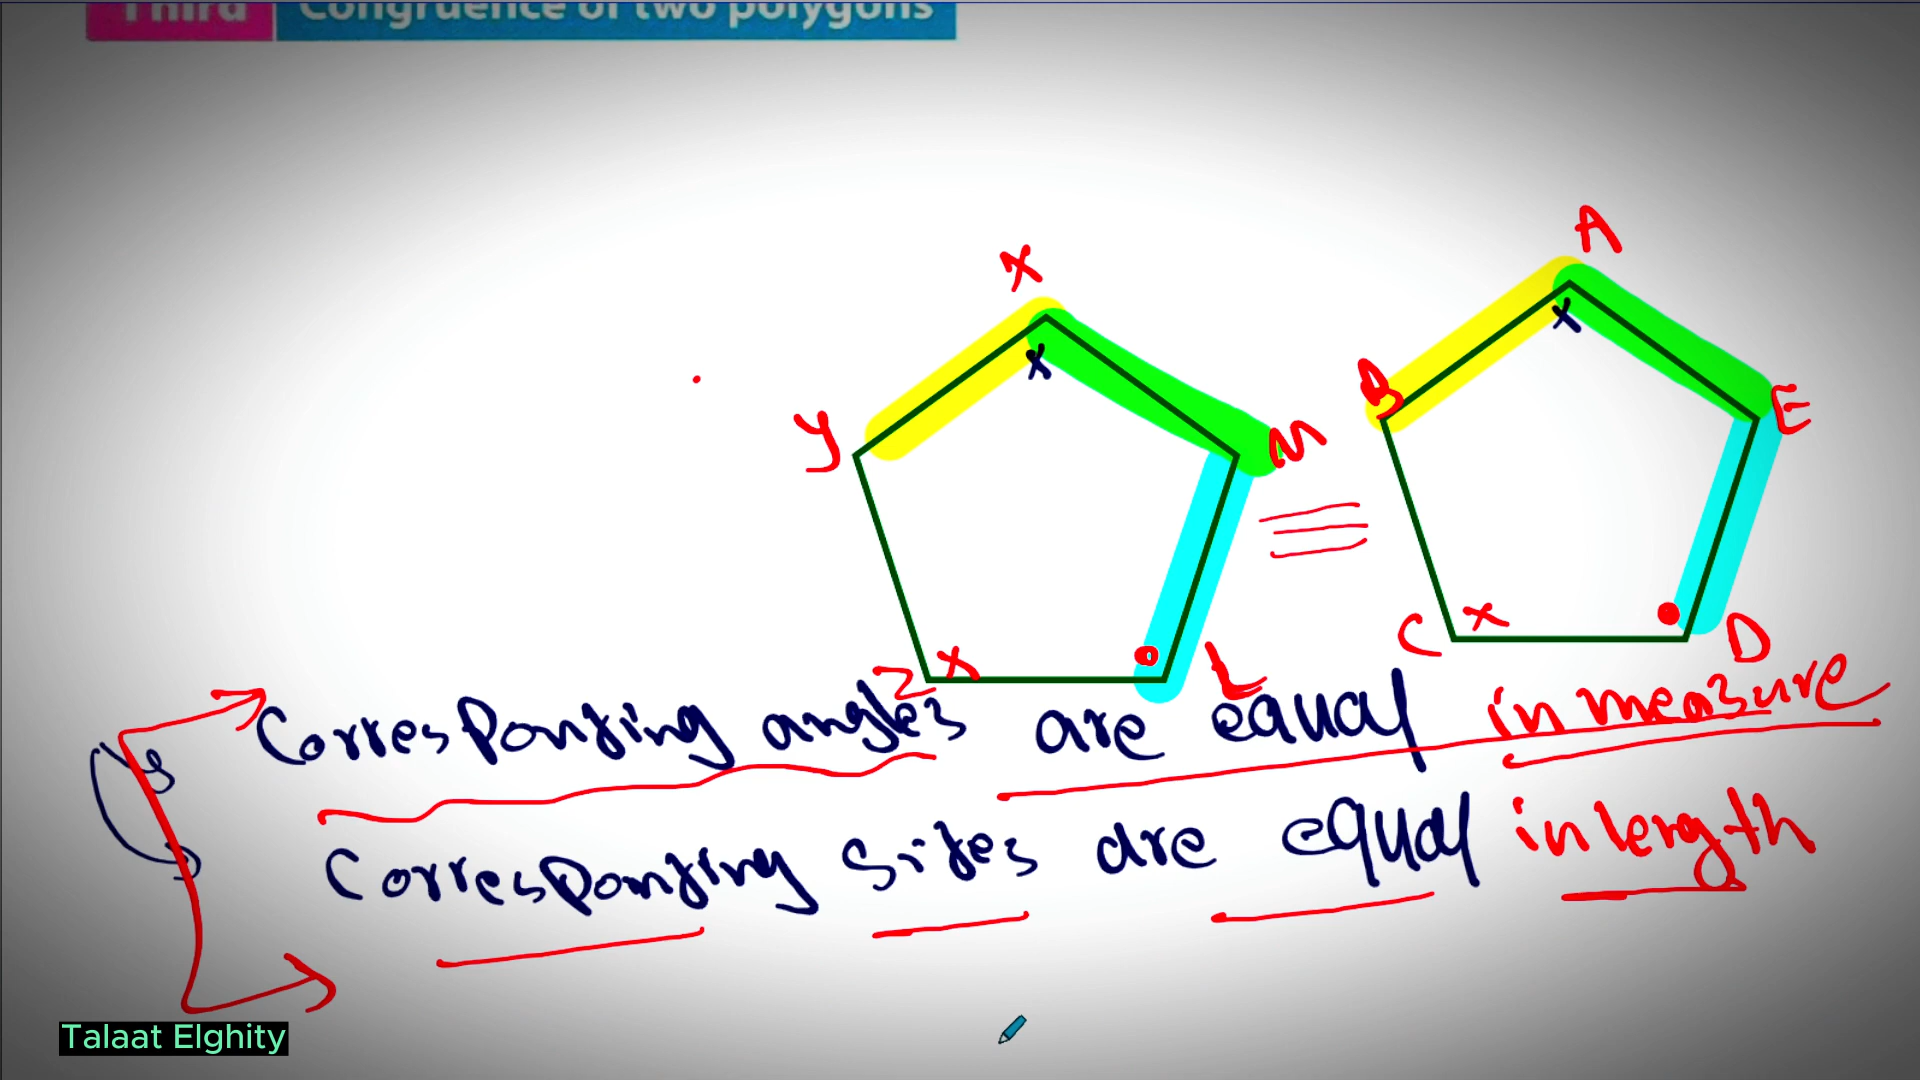 Third Congruence of two polygons
A
X
x
x
B
E
Y
M
C x
D
Z x
L
Corresponding angles are equal in measure
Corresponding sides are equal in length
Talaat Elghity